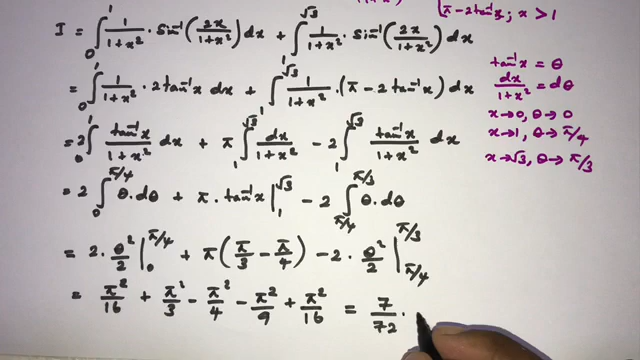 π - 2tan⁻¹x ; x > 1
I = ∫₀¹ 1/(1+x²) · sin⁻¹(2x/(1+x²)) dx + ∫₁^√3 1/(1+x²) · sin⁻¹(2x/(1+x²)) dx
= ∫₀¹ 1/(1+x²) · 2tan⁻¹x dx + ∫₁^√3 1/(1+x²) · (π - 2tan⁻¹x) dx
= 2∫₀¹ tan⁻¹x/(1+x²) dx + π∫₁^√3 dx/(1+x²) - 2∫₁^√3 tan⁻¹x/(1+x²) dx
= 2∫₀^π/4 θ·dθ + π·tan⁻¹x |₁^√3 - 2∫_π/4^π/3 θ·dθ
= 2·θ²/2 |₀^π/4 + π(π/3 - π/4) - 2·θ²/2 |_π/4^π/3
= π²/16 + π²/3 - π²/4 - π²/9 + π²/16 = 7/72 ·
tan⁻¹x = θ
dx/(1+x²) = dθ
x→0, θ→0
x→1, θ→π/4
x→√3, θ→π/3